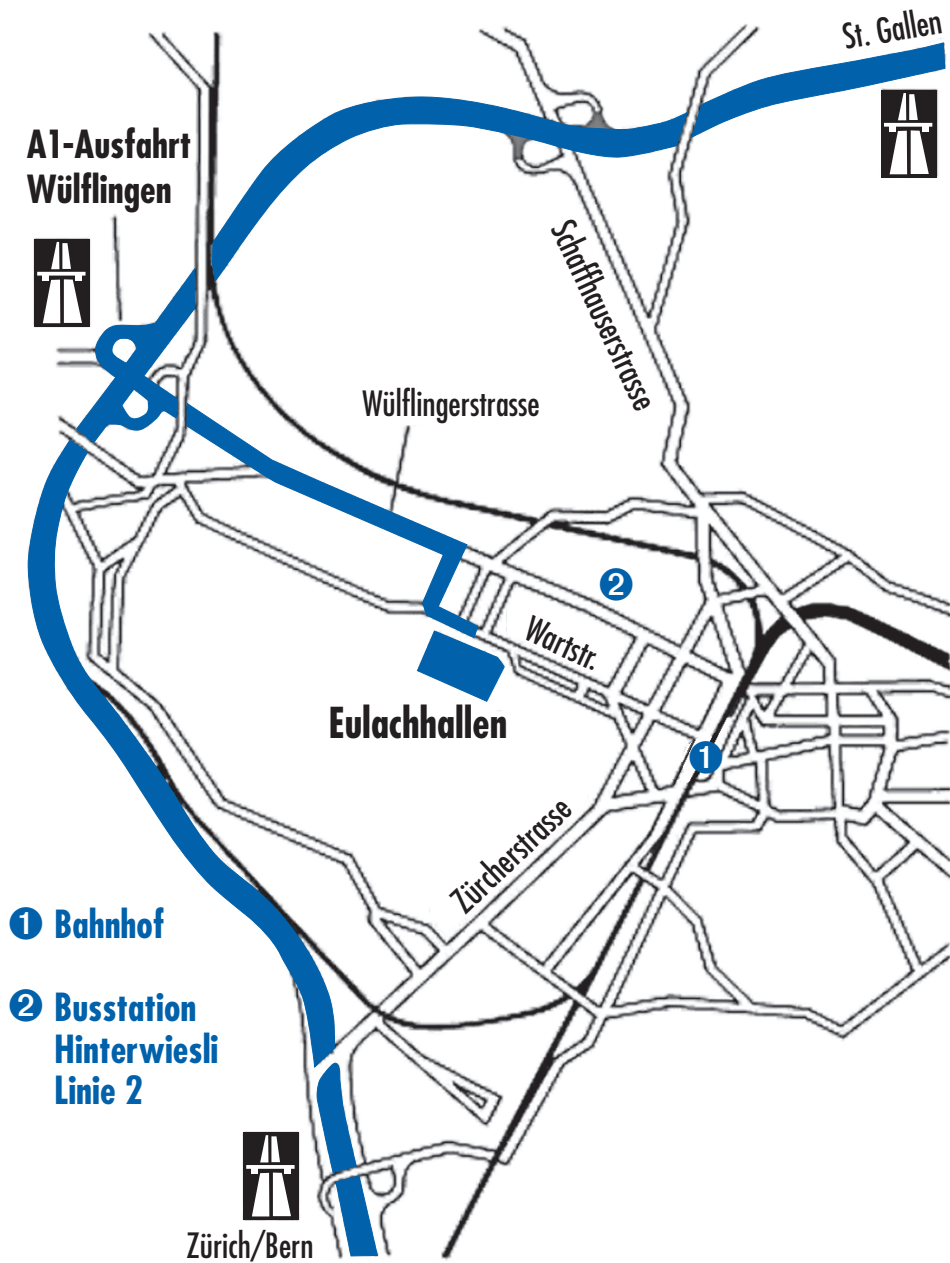 St. Gallen
A1-Ausfahrt
Wülflingen
Schaffhauserstrasse
Wülflingerstrasse
2
Wartstr.
Eulachhallen
1
Zürcherstrasse
1 Bahnhof
2 Busstation
Hinterwiesli
Linie 2
Zürich/Bern